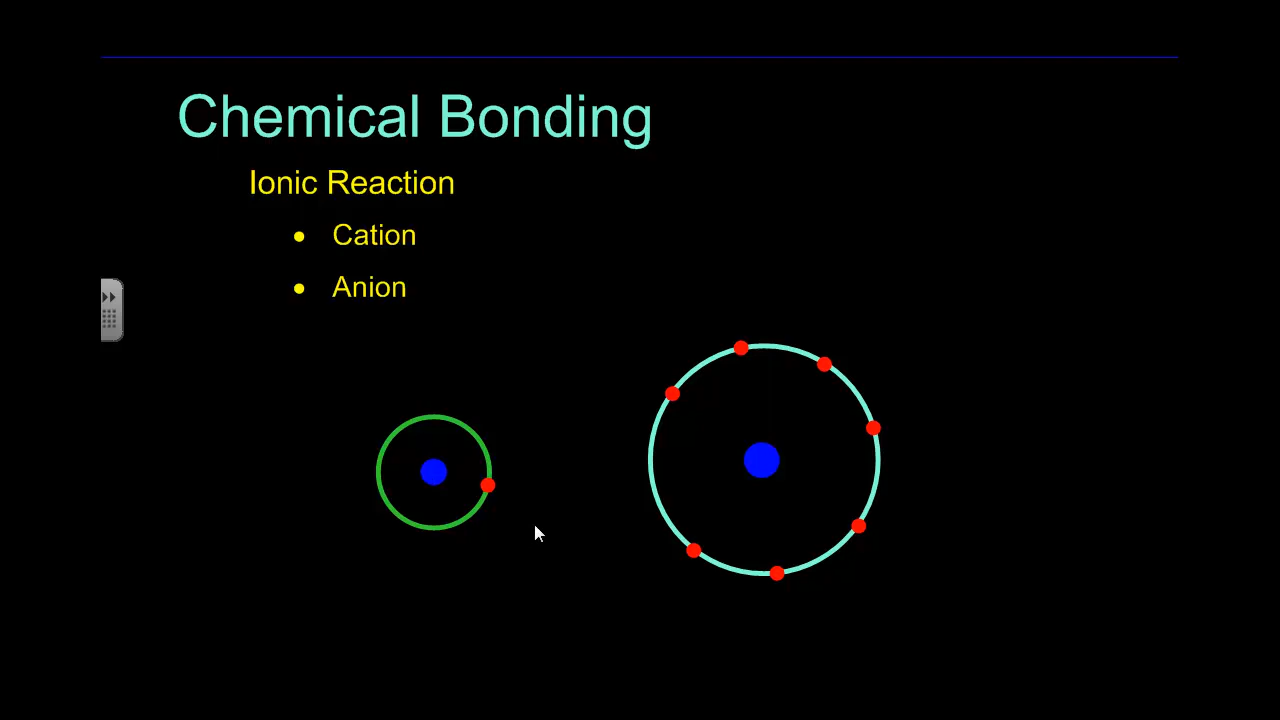 Chemical Bonding
Ionic Reaction
• Cation
• Anion